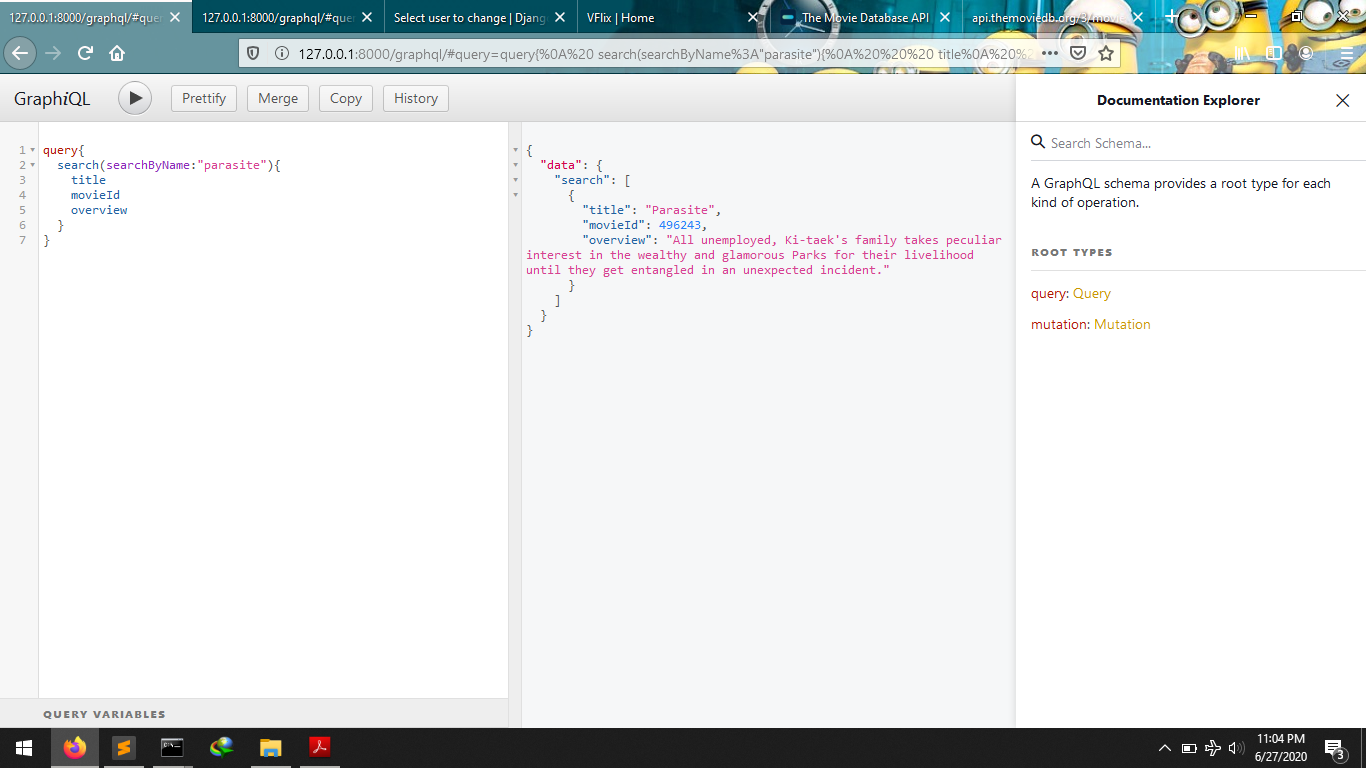 127.0.0.1:8000/graphql/#quer
127.0.0.1:8000/graphql/#quer
Select user to change | Djang
VFlix | Home
The Movie Database API
api.themoviedb.org/3/movie
127.0.0.1:8000/graphql/#query=query{%0A%20 search(searchByName%3A"parasite"){%0A%20%20%20 title%0A%20%2
GraphiQL
Prettify
Merge
Copy
History
1 query{
2 search(searchByName:"parasite"){
3 title
4 movieId
5 overview
6 }
7 }
QUERY VARIABLES
{
"data": {
"search": [
{
"title": "Parasite",
"movieId": 496243,
"overview": "All unemployed, Ki-taek's family takes peculiar
interest in the wealthy and glamorous Parks for their livelihood
until they get entangled in an unexpected incident."
}
]
}
}
Documentation Explorer
Search Schema...
A GraphQL schema provides a root type for each
kind of operation.
ROOT TYPES
query: Query
mutation: Mutation
11:04 PM
6/27/2020
3